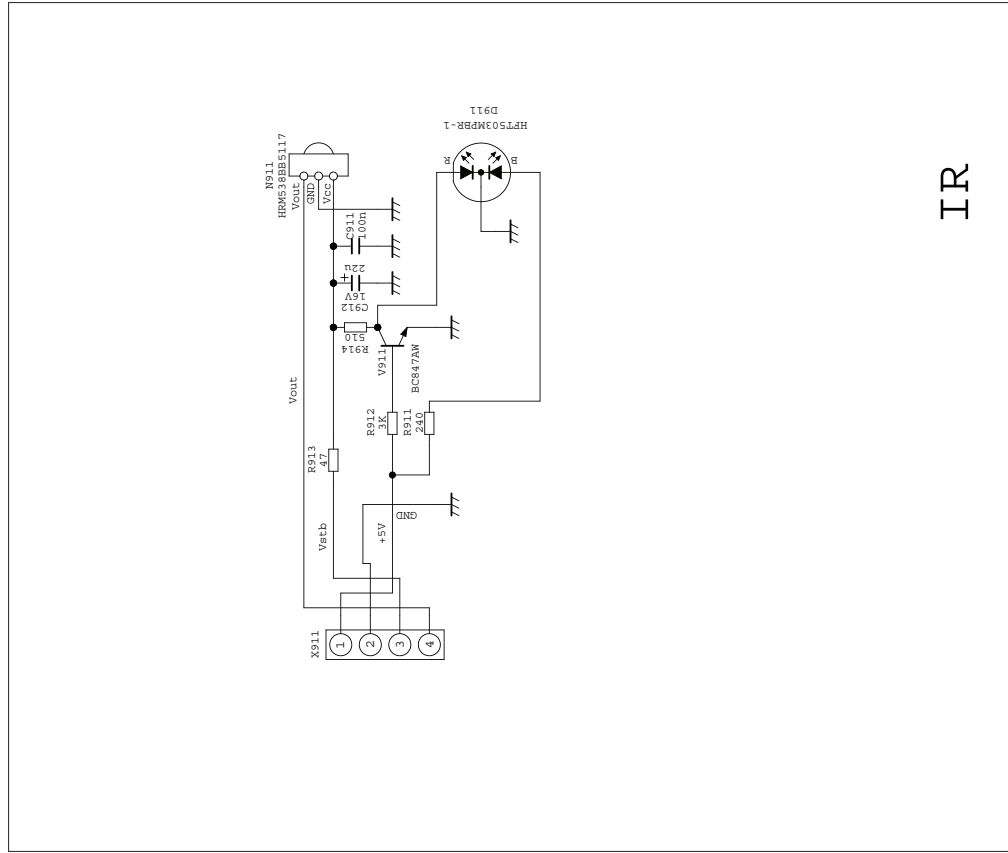 D911
HFT503MPBR-1
R
B
N911
HRM538BB5117
Vout
GND
Vcc
IR
C911
100n
22u
+
16V
C912
510
R914
V911
BC847AW
Vout
R912
3K
R911
240
R913
47
GND
+5V
Vstb
X911
1
2
3
4